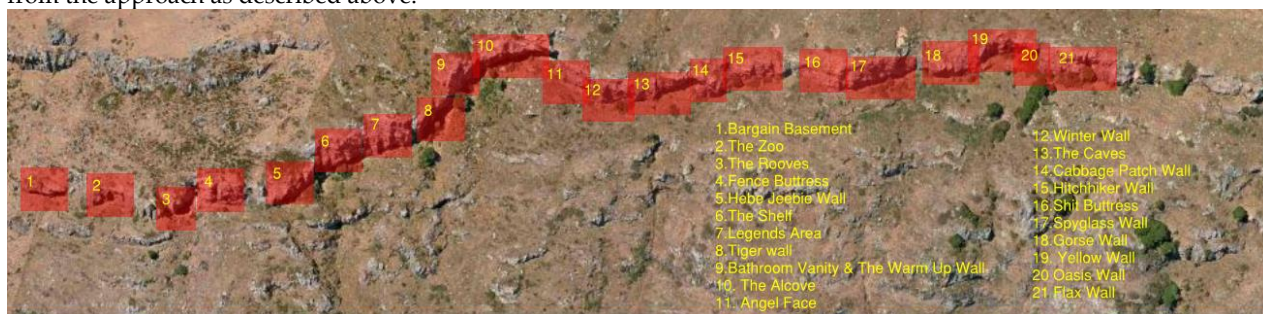 from the approach as described above.
1
2
3
4
5
6
7
8
9
10
11
12
13
14
15
16
17
18
19
20
21
1.Bargain Basement
2.The Zoo
3.The Rooves
4.Fence Buttress
5.Hebe Jeebie Wall
6.The Shelf
7.Legends Area
8.Tiger wall
9.Bathroom Vanity & The Warm Up Wall
10. The Alcove
11. Angel Face
12.Winter Wall
13.The Caves
14.Cabbage Patch Wall
15.Hitchhiker Wall
16.Shit Buttress
17.Spyglass Wall
18.Gorse Wall
19. Yellow Wall
20 Oasis Wall
21 Flax Wall